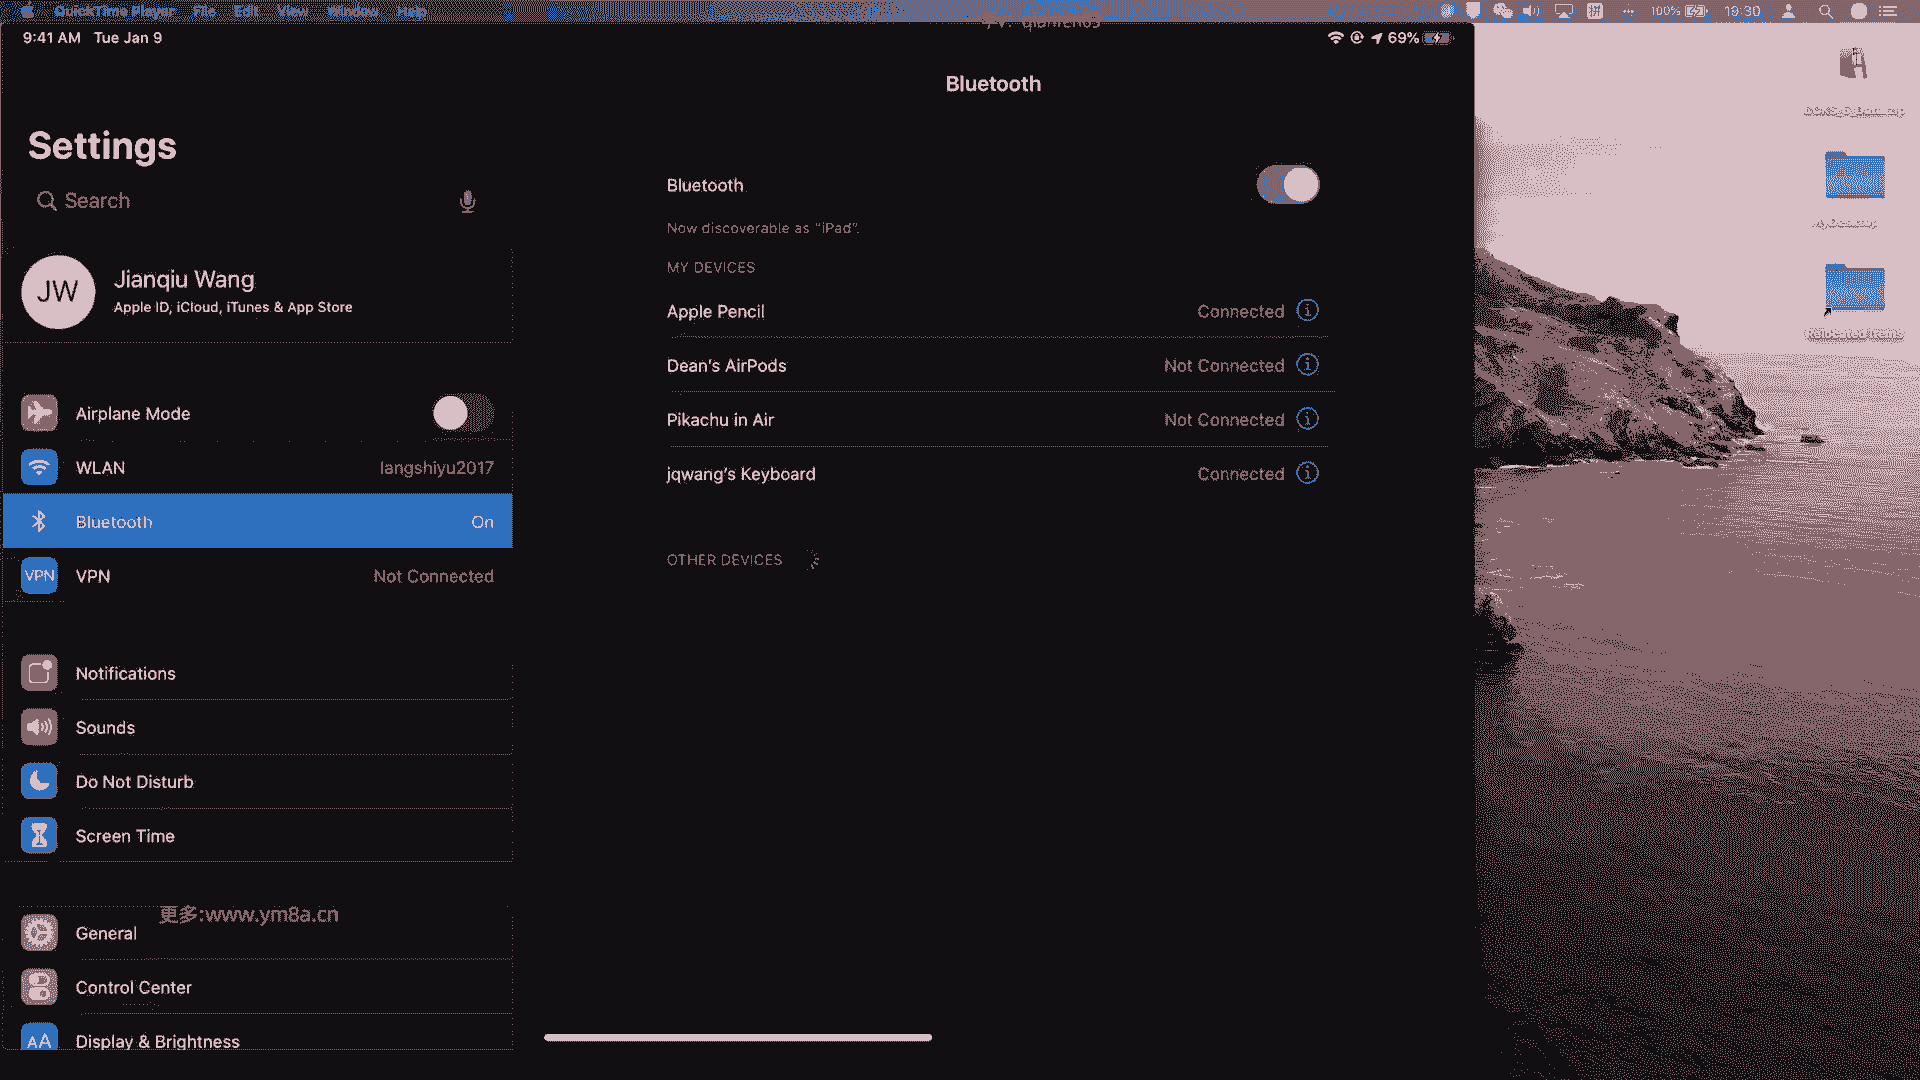 QuickTime Player File Edit View Window Help
100% 19:30
9:41 AM Tue Jan 9
69%
Bluetooth
Settings
Search
JW
Jianqiu Wang
Apple ID, iCloud, iTunes & App Store
Airplane Mode
WLAN langshiyu2017
Bluetooth On
VPN VPN Not Connected
Notifications
Sounds
Do Not Disturb
Screen Time
更多:www.ym8a.cn
General
Control Center
AA Display & Brightness
Bluetooth
Now discoverable as “iPad”.
MY DEVICES
Apple Pencil Connected
Dean’s AirPods Not Connected
Pikachu in Air Not Connected
jqwang’s Keyboard Connected
OTHER DEVICES